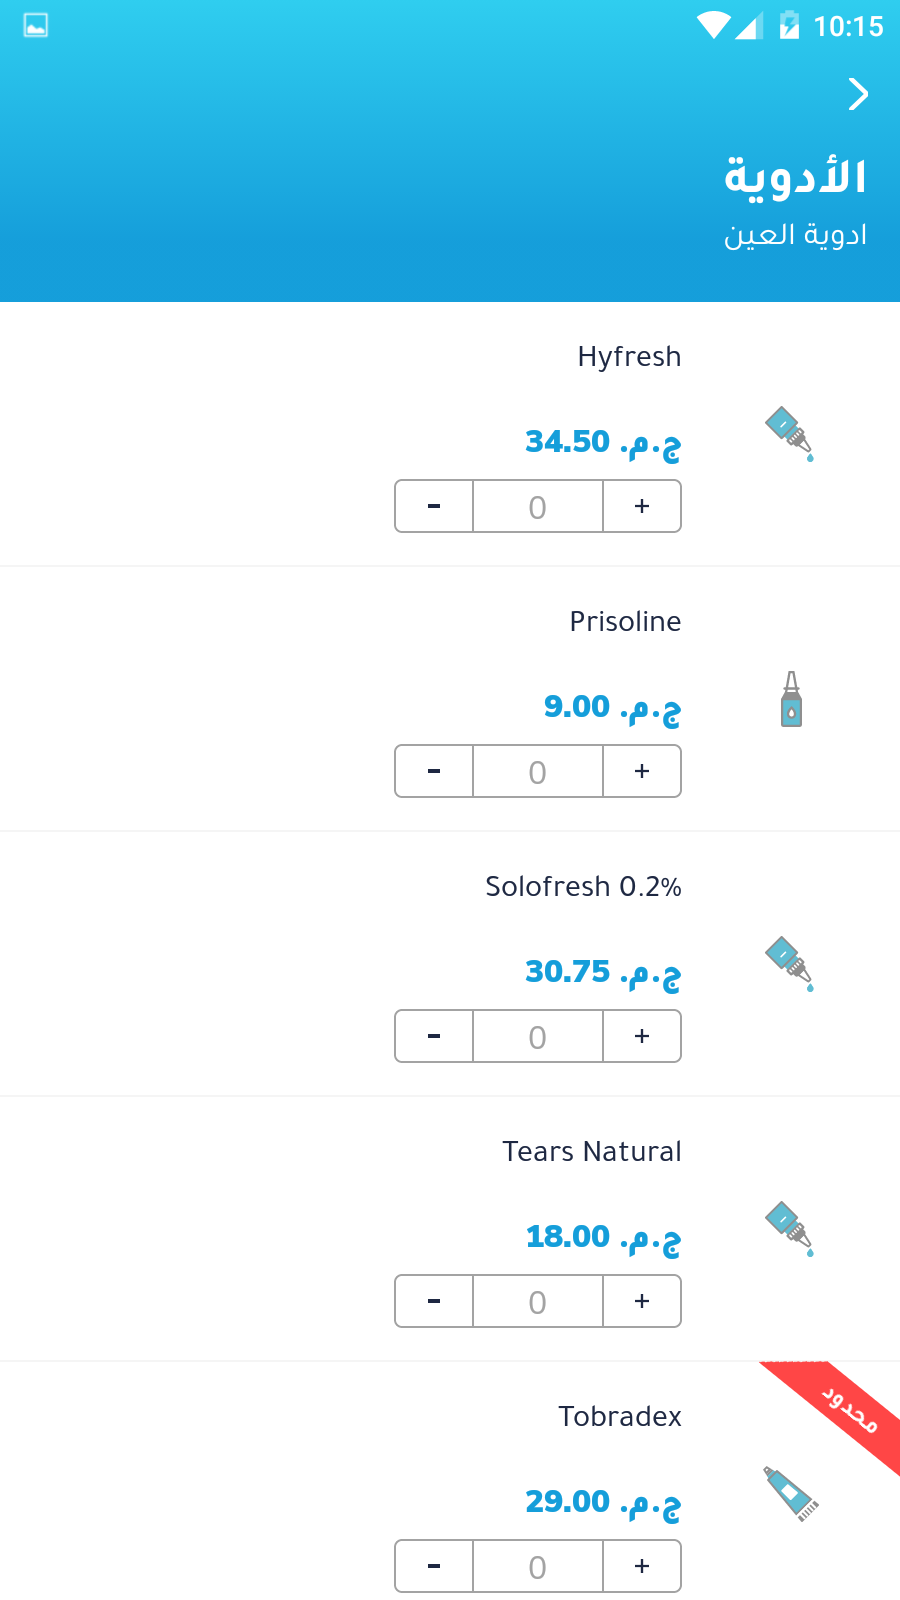 10:15
الأدوية
ادوية العين
Hyfresh
ج.م. 34.50
- 0 +
Prisoline
ج.م. 9.00
- 0 +
Solofresh 0.2%
ج.م. 30.75
- 0 +
Tears Natural
ج.م. 18.00
- 0 +
محدود
Tobradex
ج.م. 29.00
- 0 +